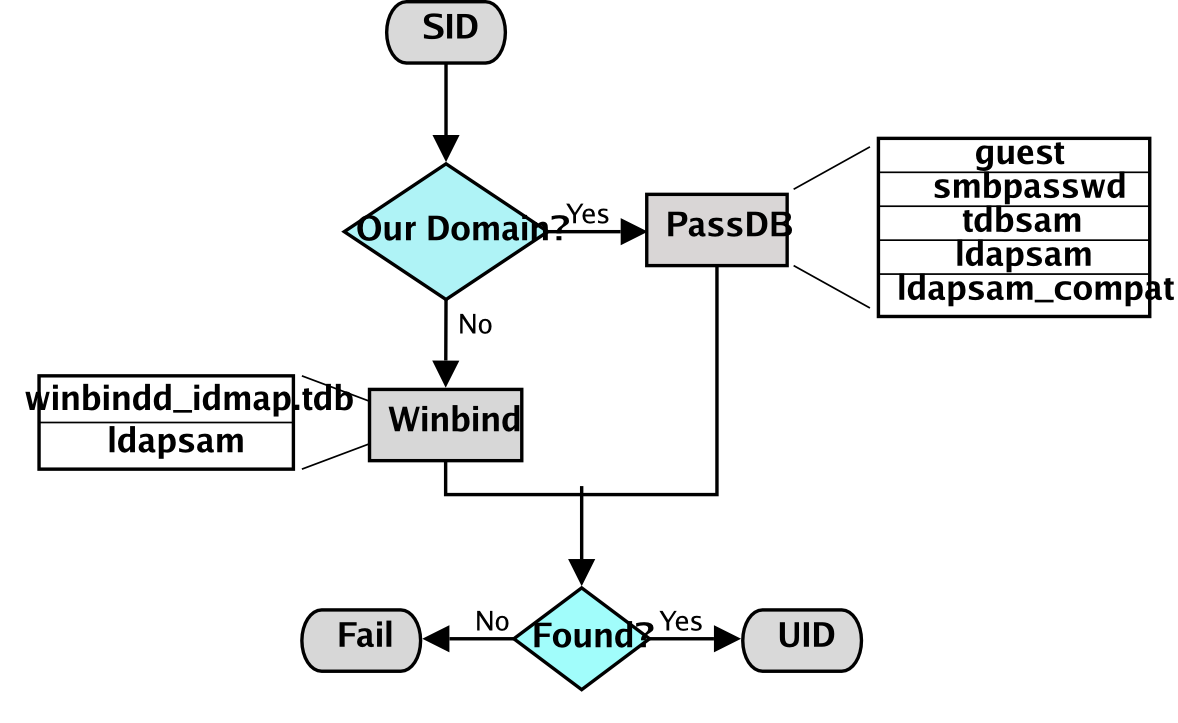 SID
Our Domain?
Yes
PassDB
guest
smbpasswd
tdbsam
ldapsam
ldapsam_compat
No
winbindd_idmap.tdb
ldapsam
Winbind
Fail
No
Found?
Yes
UID